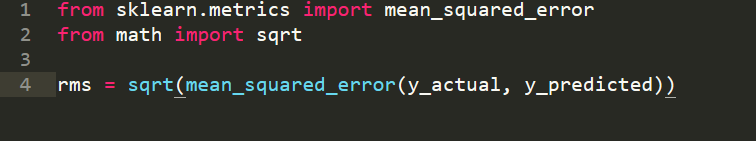 1 from sklearn.metrics import mean_squared_error
2 from math import sqrt
3
4 rms = sqrt(mean_squared_error(y_actual, y_predicted))